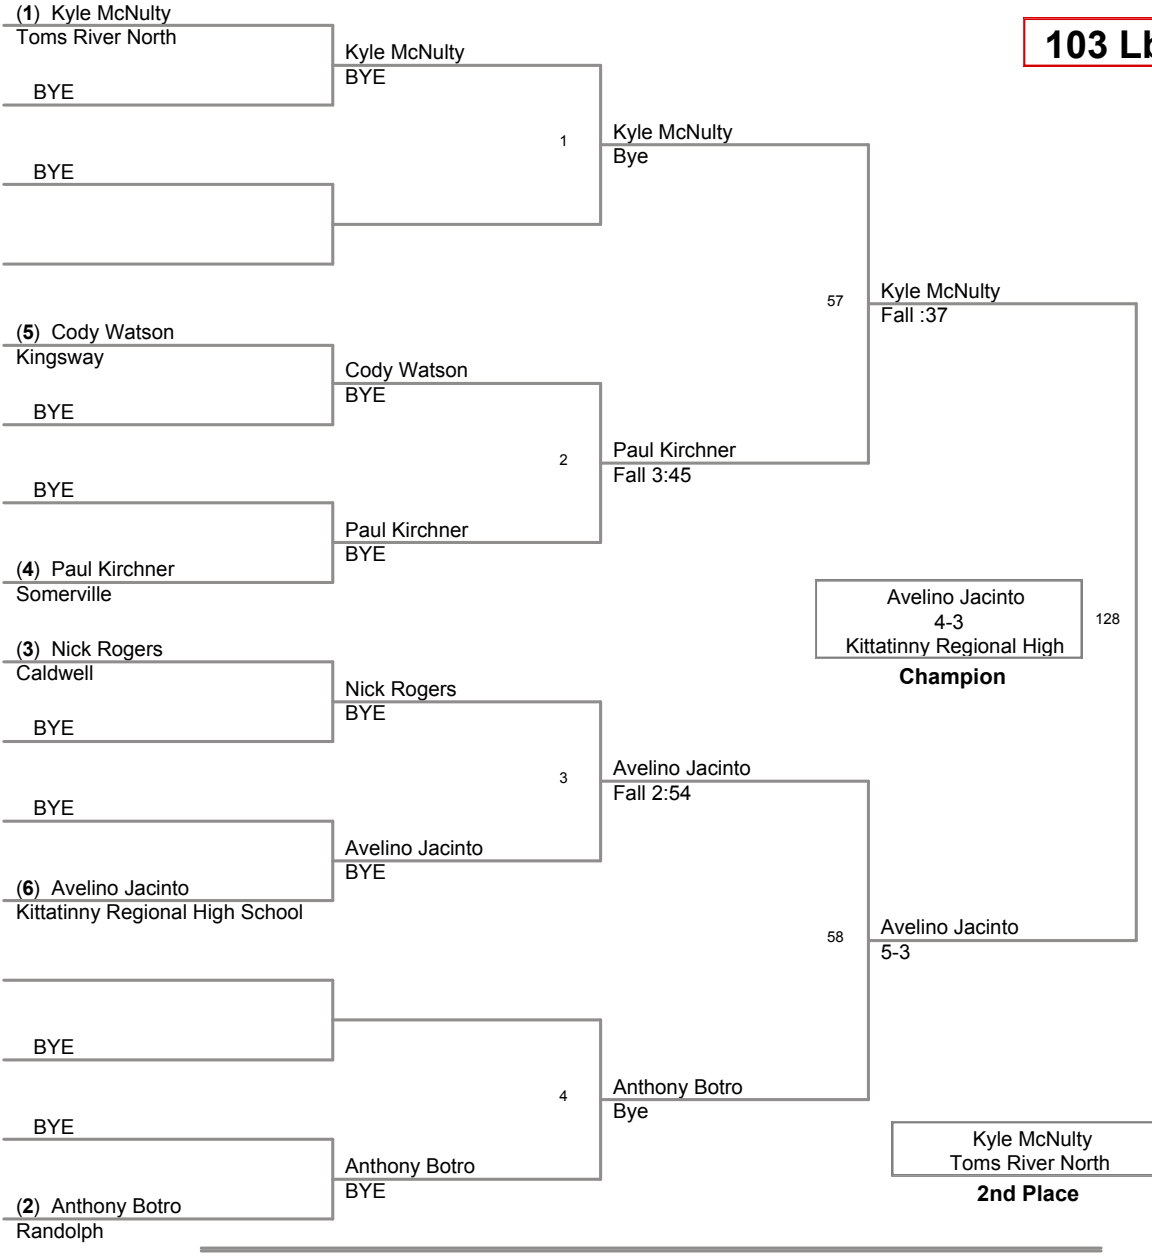 (1) Kyle McNulty
Toms River North
103 Lb
Kyle McNulty
BYE
BYE
1
Kyle McNulty
Bye
BYE
57
Kyle McNulty
Fall :37
(5) Cody Watson
Kingsway
Cody Watson
BYE
BYE
2
Paul Kirchner
Fall 3:45
BYE
Paul Kirchner
BYE
(4) Paul Kirchner
Somerville
Avelino Jacinto
4-3
Kittatinny Regional High
Champion
128
(3) Nick Rogers
Caldwell
Nick Rogers
BYE
BYE
3
Avelino Jacinto
Fall 2:54
BYE
Avelino Jacinto
BYE
(6) Avelino Jacinto
Kittatinny Regional High School
58
Avelino Jacinto
5-3
BYE
4
Anthony Botro
Bye
BYE
Anthony Botro
BYE
(2) Anthony Botro
Randolph
Kyle McNulty
Toms River North
2nd Place